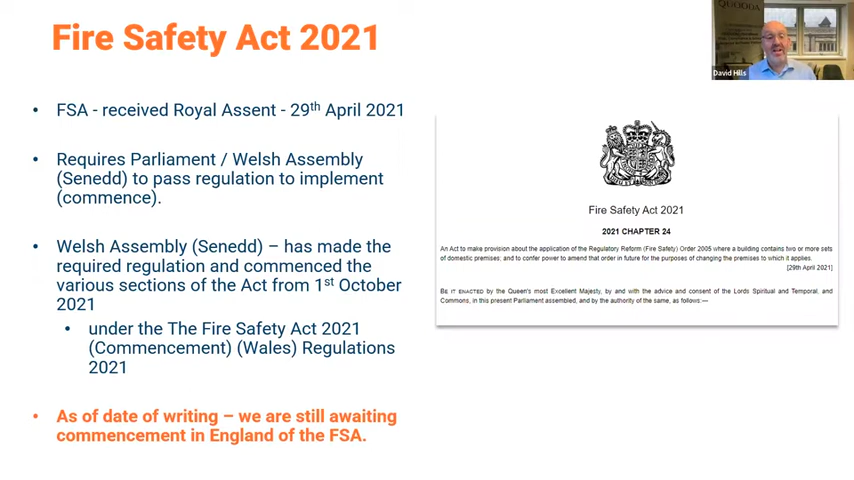 Fire Safety Act 2021
QUODDA
David Hills
• FSA - received Royal Assent - 29th April 2021
• Requires Parliament / Welsh Assembly
(Senedd) to pass regulation to implement
(commence).
• Welsh Assembly (Senedd) – has made the
required regulation and commenced the
various sections of the Act from 1st October
2021
• under the The Fire Safety Act 2021
(Commencement) (Wales) Regulations
2021
• As of date of writing – we are still awaiting
commencement in England of the FSA.
Fire Safety Act 2021
2021 CHAPTER 24
An Act to make provision about the application of the Regulatory Reform (Fire Safety) Order 2005 where a building contains two or more sets
of domestic premises; and to confer power to amend that order in future for the purposes of changing the premises to which it applies.
[29th April 2021]
BE IT ENACTED by the Queen's most Excellent Majesty, by and with the advice and consent of the Lords Spiritual and Temporal, and
Commons, in this present Parliament assembled, and by the authority of the same, as follows:—